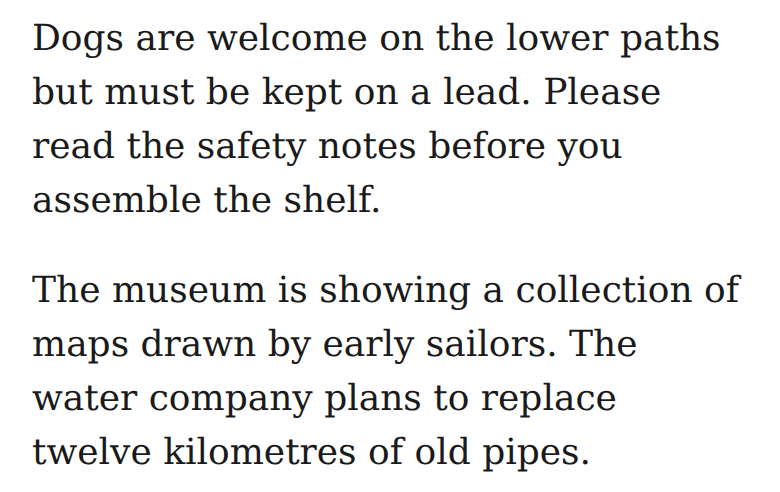 Dogs are welcome on the lower paths
but must be kept on a lead. Please
read the safety notes before you
assemble the shelf.
The museum is showing a collection of
maps drawn by early sailors. The
water company plans to replace
twelve kilometres of old pipes.